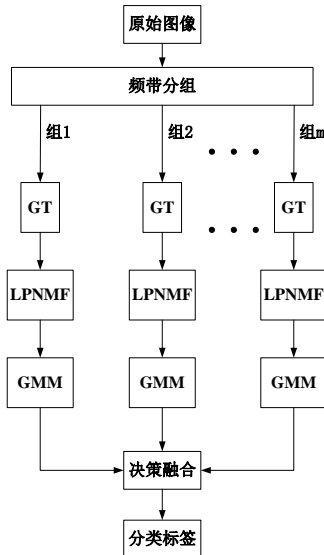 原始图像
频带分组
组1 组2 组m
GT GT GT
LPNMF LPNMF LPNMF
GMM GMM GMM
决策融合
分类标签